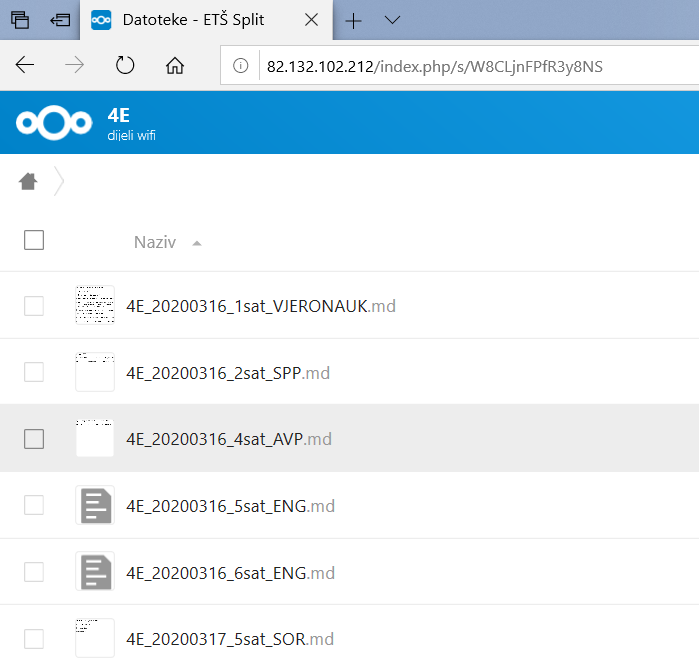 Datoteke - ETŠ Split
82.132.102.212/index.php/s/W8CLjnFPfR3y8NS
4E
dijeli wifi
Naziv
4E_20200316_1sat_VJERONAUK.md
4E_20200316_2sat_SPP.md
4E_20200316_4sat_AVP.md
4E_20200316_5sat_ENG.md
4E_20200316_6sat_ENG.md
4E_20200317_5sat_SOR.md